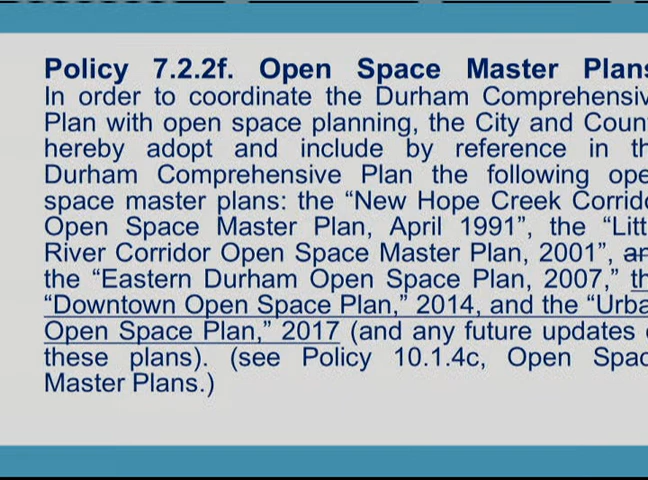 Policy 7.2.2f. Open Space Master Plans
In order to coordinate the Durham Comprehensiv
Plan with open space planning, the City and Coun
hereby adopt and include by reference in th
Durham Comprehensive Plan the following ope
space master plans: the “New Hope Creek Corrido
Open Space Master Plan, April 1991”, the “Litt
River Corridor Open Space Master Plan, 2001”, an
the “Eastern Durham Open Space Plan, 2007,” th
“Downtown Open Space Plan,” 2014, and the “Urba
Open Space Plan,” 2017 (and any future updates o
these plans). (see Policy 10.1.4c, Open Spac
Master Plans.)